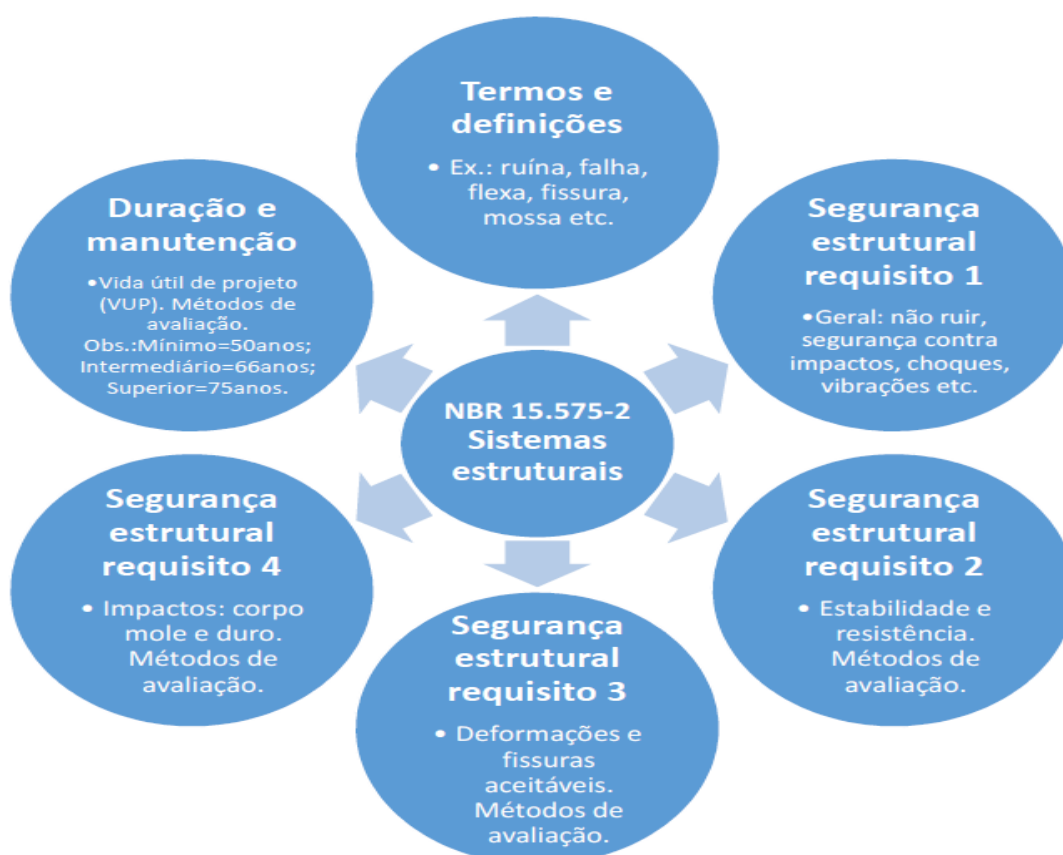 Termos e
definições
• Ex.: ruína, falha,
flexa, fissura,
mossa etc.
Segurança
estrutural
requisito 1
•Geral: não ruir,
segurança contra
impactos, choques,
vibrações etc.
Segurança
estrutural
requisito 2
• Estabilidade e
resistência.
Métodos de
avaliação.
Segurança
estrutural
requisito 3
• Deformações e
fissuras
aceitáveis.
Métodos de
avaliação.
Segurança
estrutural
requisito 4
• Impactos: corpo
mole e duro.
Métodos de
avaliação.
Duração e
manutenção
•Vida útil de projeto
(VUP). Métodos de
avaliação.
Obs.:Mínimo=50anos;
Intermediário=66anos;
Superior=75anos.
NBR 15.575-2
Sistemas
estruturais